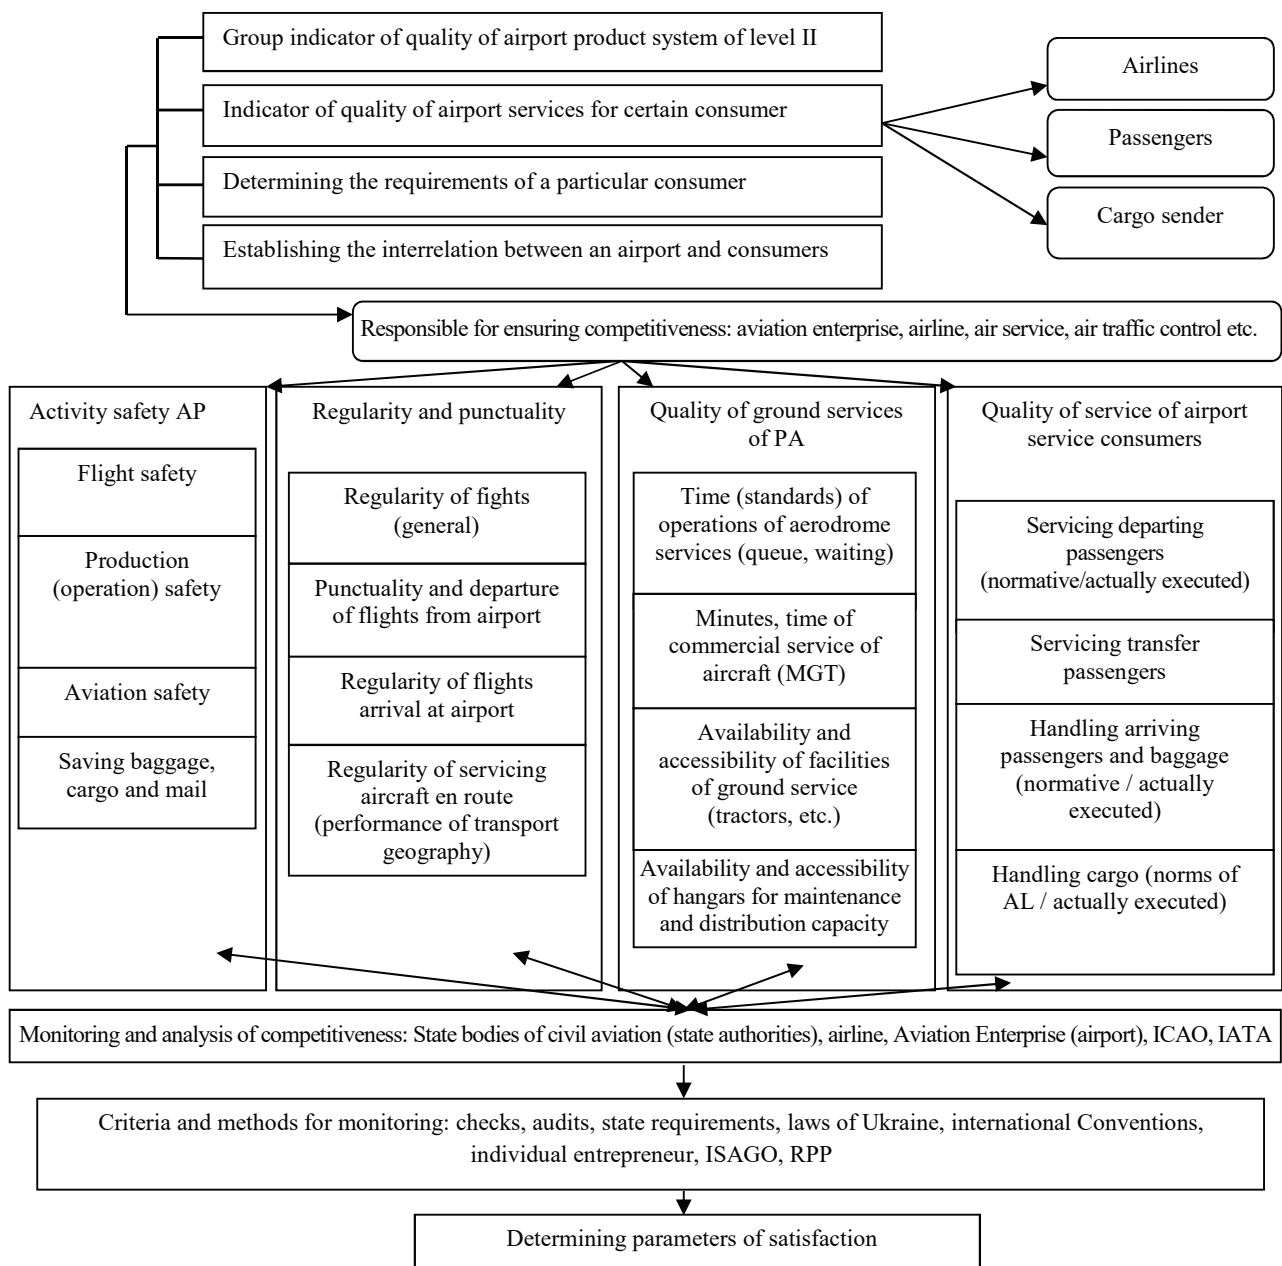 Group indicator of quality of airport product system of level II
Indicator of quality of airport services for certain consumer
Determining the requirements of a particular consumer
Establishing the interrelation between an airport and consumers
Airlines
Passengers
Cargo sender
Responsible for ensuring competitiveness: aviation enterprise, airline, air service, air traffic control etc.
Activity safety AP
Flight safety
Production
(operation) safety
Aviation safety
Saving baggage,
cargo and mail
Regularity and punctuality
Regularity of fights
(general)
Punctuality and departure
of flights from airport
Regularity of flights
arrival at airport
Regularity of servicing
aircraft en route
(performance of transport
geography)
Quality of ground services
of PA
Time (standards) of
operations of aerodrome
services (queue, waiting)
Minutes, time of
commercial service of
aircraft (MGT)
Availability and
accessibility of facilities
of ground service
(tractors, etc.)
Availability and accessibility
of hangars for maintenance
and distribution capacity
Quality of service of airport
service consumers
Servicing departing
passengers
(normative/actually executed)
Servicing transfer
passengers
Handling arriving
passengers and baggage
(normative / actually
executed)
Handling cargo (norms of
AL / actually executed)
Monitoring and analysis of competitiveness: State bodies of civil aviation (state authorities), airline, Aviation Enterprise (airport), ICAO, IATA
Criteria and methods for monitoring: checks, audits, state requirements, laws of Ukraine, international Conventions,
individual entrepreneur, ISAGO, RPP
Determining parameters of satisfaction